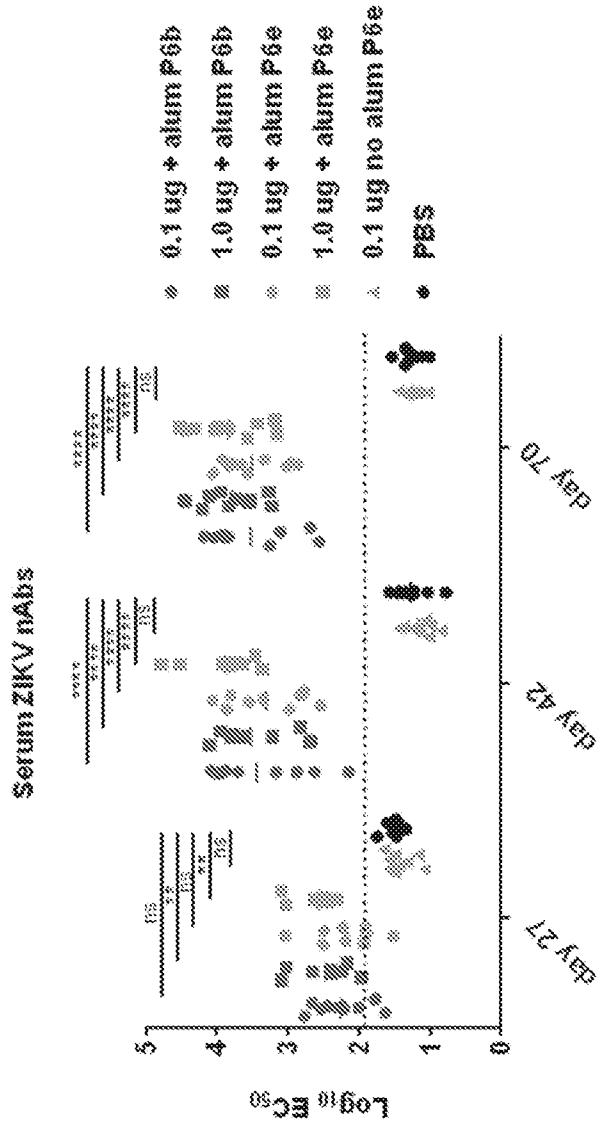 Serum ZIKV nAbs
Log10 EC50
5
4
3
2
1
0
ns
**
ns
**
ns
****
****
****
****
ns
****
****
****
****
ns
day 27
day 42
day 70
0.1 ug + alum P6b
1.0 ug + alum P6b
0.1 ug + alum P6e
1.0 ug + alum P6e
0.1 ug no alum P6e
PBS